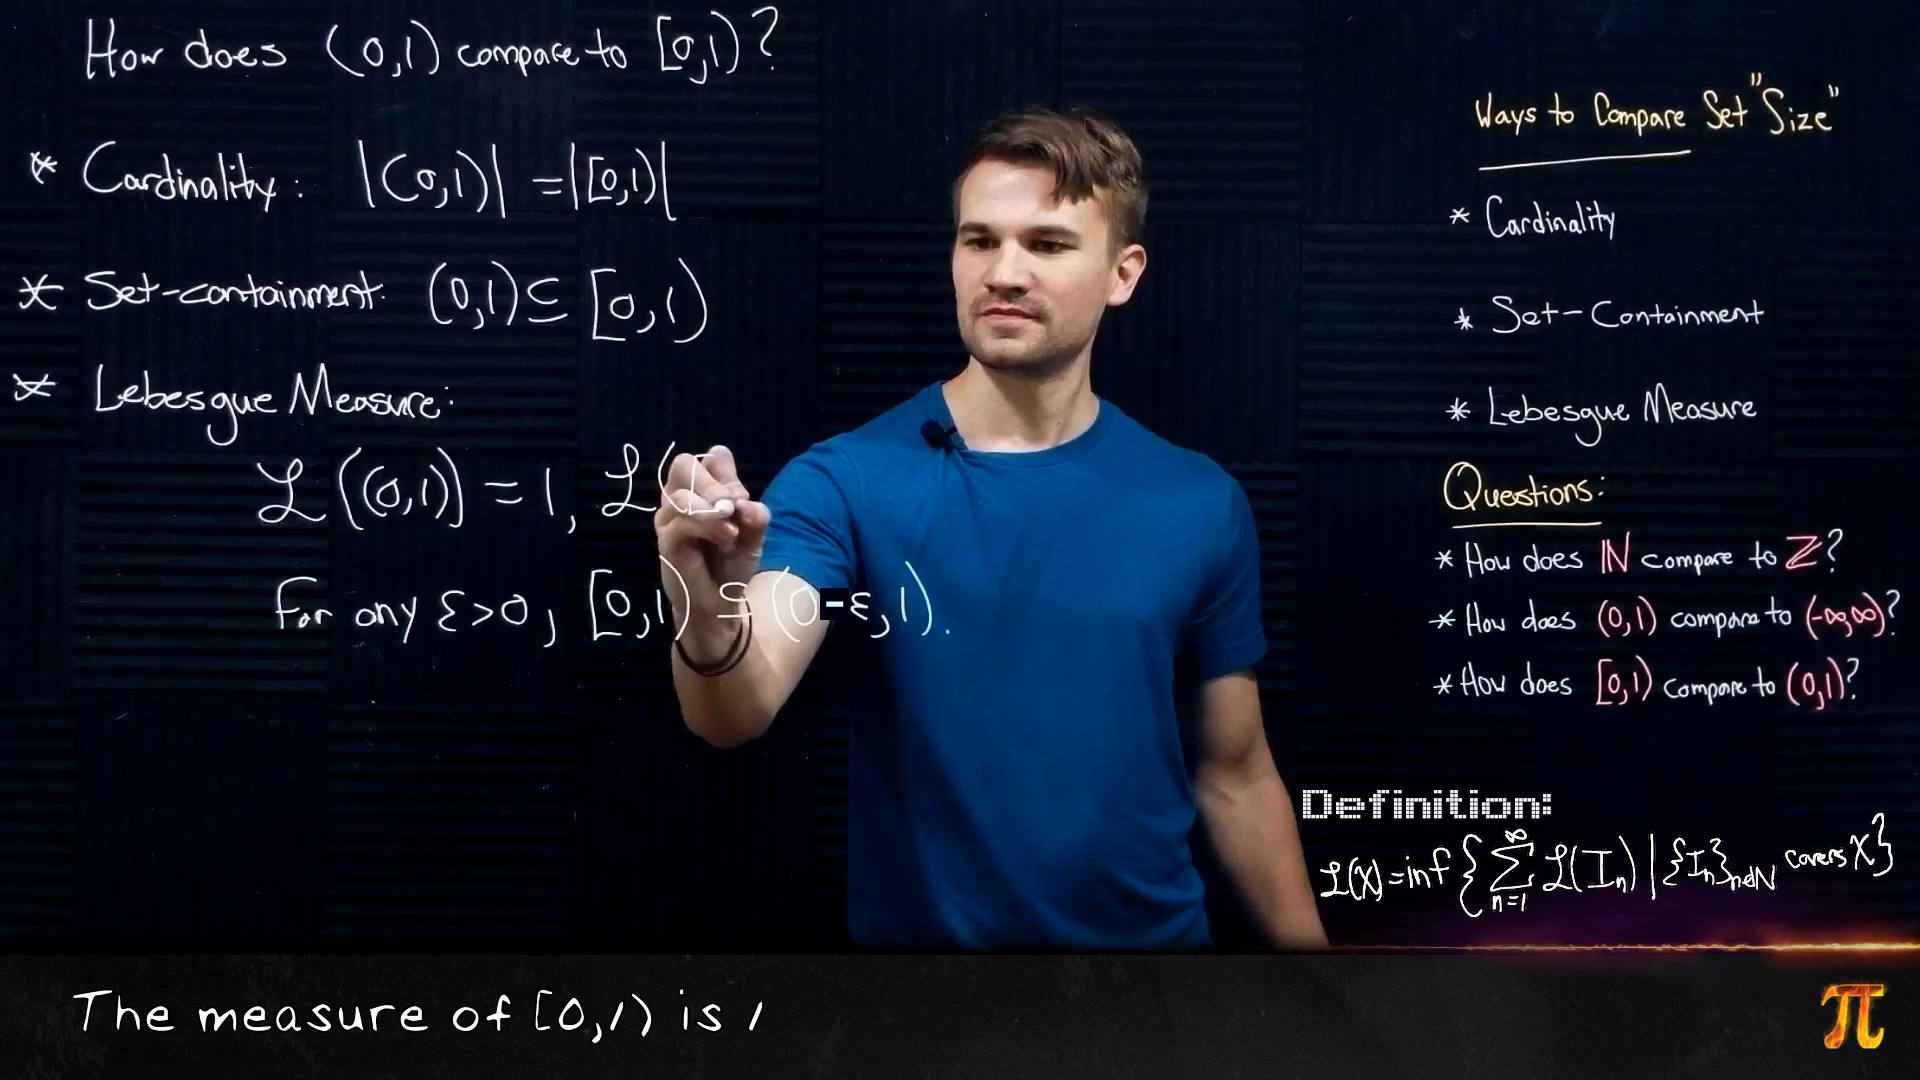 How does (0,1) compare to [0,1)?
* Cardinality: |(0,1)| = |[0,1)|
* Set-containment: (0,1) ⊆ [0,1)
* Lebesgue Measure:
ℒ((0,1)) = 1, ℒ([
For any ε>0, [0,1) ⊆ (0-ε,1).
Ways to Compare Set "Size"
* Cardinality
* Set-Containment
* Lebesgue Measure
Questions:
* How does ℕ compare to ℤ?
* How does (0,1) compare to (-∞,∞)?
* How does [0,1) compare to (0,1)?
Definition:
ℒ(X)=inf{∑_{n=1}^{∞} ℒ(I_n) | {I_n}_{n∈ℕ} covers X}
The measure of [0,1) is 1
π